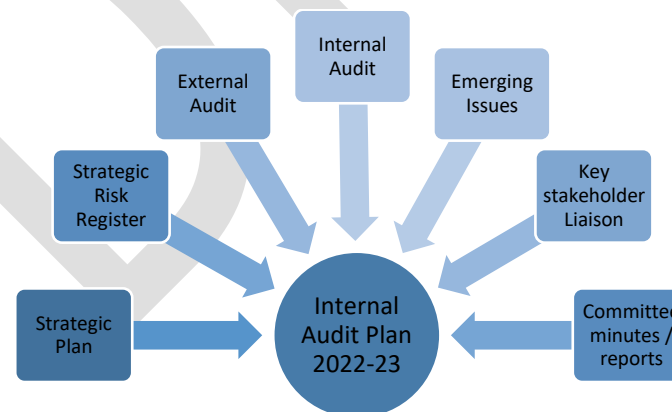 Internal
Audit
External
Audit
Emerging
Issues
Strategic
Risk
Register
Key
stakeholder
Liaison
Strategic
Plan
Internal
Audit Plan
2022-23
Committee
minutes /
reports